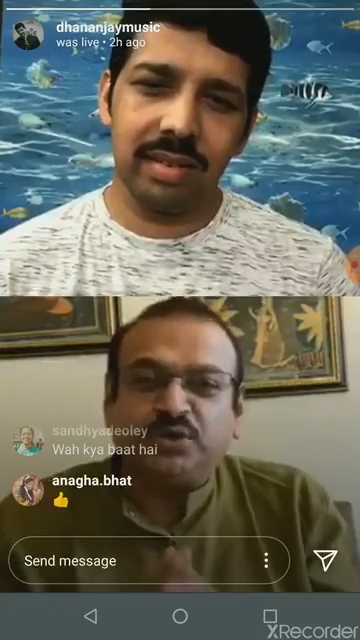 dhananjaymusic
was live • 2h ago
sandhyadeoley
Wah kya baat hai
anagha.bhat
👍
Send message
XRecorder